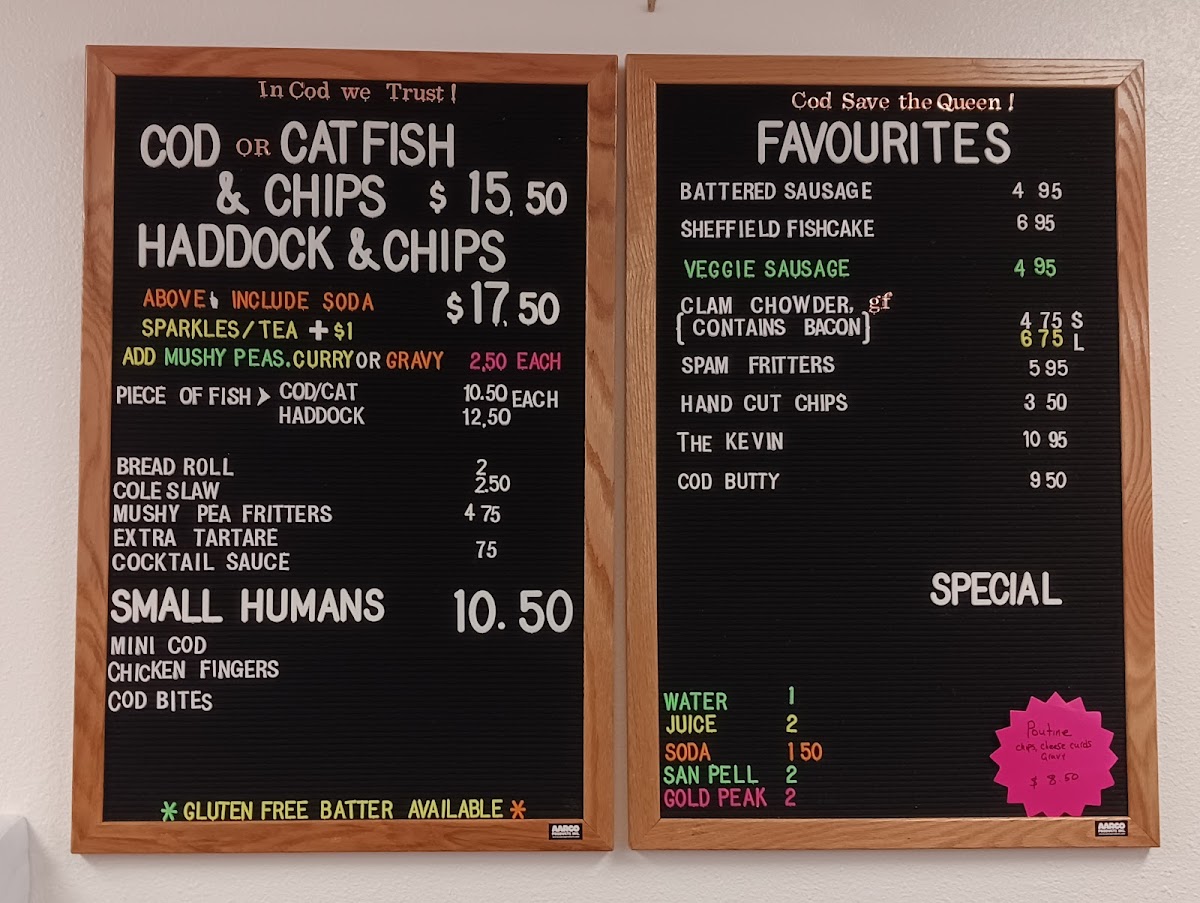 In Cod we Trust!
COD OR CATFISH
& CHIPS $ 15.50
HADDOCK & CHIPS
$17.50
ABOVE INCLUDE SODA
SPARKLES/TEA + $1
ADD MUSHY PEAS. CURRY OR GRAVY 2.50 EACH
PIECE OF FISH COD/CAT 10.50 EACH
HADDOCK 12.50
BREAD ROLL 2
COLE SLAW 2.50
MUSHY PEA FRITTERS 4 75
EXTRA TARTARE
COCKTAIL SAUCE 75
SMALL HUMANS 10.50
MINI COD
CHICKEN FINGERS
COD BITES
* GLUTEN FREE BATTER AVAILABLE *
AARCO
PRODUCTS INC.
Cod Save the Queen!
FAVOURITES
BATTERED SAUSAGE 4 95
SHEFFIELD FISHCAKE 6 95
VEGGIE SAUSAGE 4 95
CLAM CHOWDER, gf
[CONTAINS BACON] 4 75 S
6 75 L
SPAM FRITTERS 5 95
HAND CUT CHIPS 3 50
THE KEVIN 10 95
COD BUTTY 9 50
SPECIAL
WATER 1
JUICE 2
SODA 1 50
SAN PELL 2
GOLD PEAK 2
Poutine
chips, cheese curds
Gravy
$ 8.50
AARCO
PRODUCTS INC.